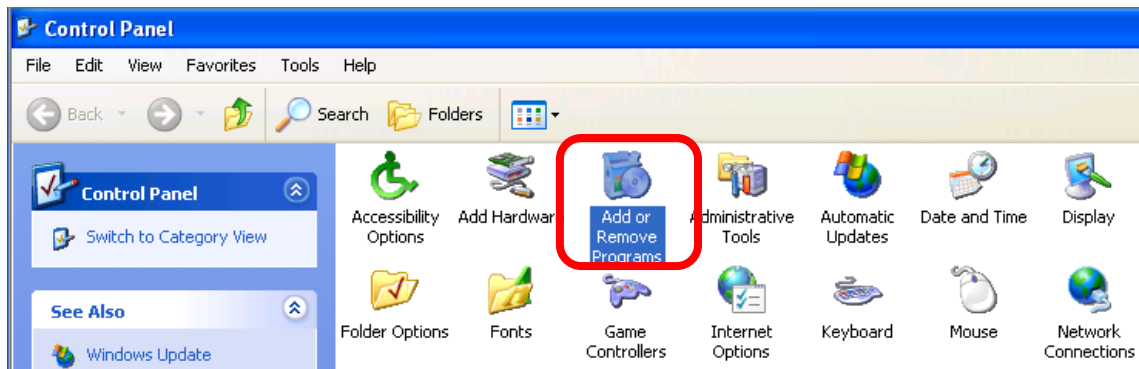 Control Panel
File Edit View Favorites Tools Help
Back Search Folders
Control Panel
Switch to Category View
See Also
Windows Update
Accessibility Options
Add Hardwar
Add or Remove Programs
dministrative Tools
Automatic Updates
Date and Time
Display
Folder Options
Fonts
Game Controllers
Internet Options
Keyboard
Mouse
Network Connections